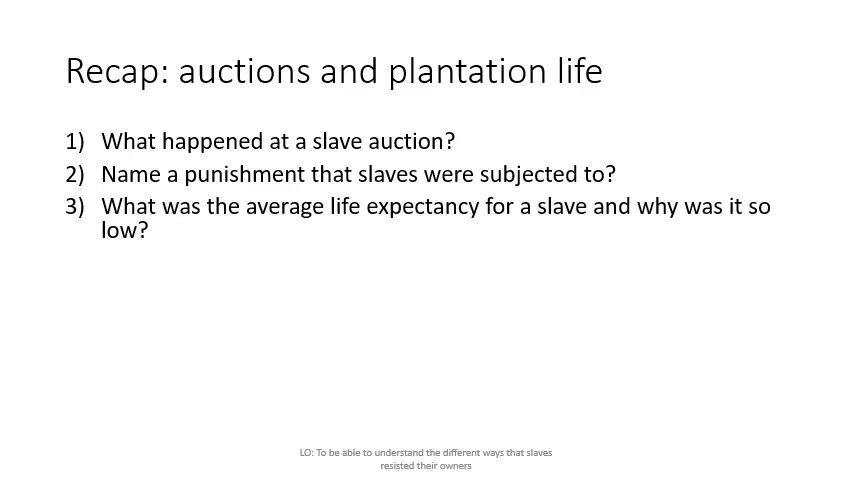 Recap: auctions and plantation life
1) What happened at a slave auction?
2) Name a punishment that slaves were subjected to?
3) What was the average life expectancy for a slave and why was it so
low?
LO: To be able to understand the different ways that slaves
resisted their owners